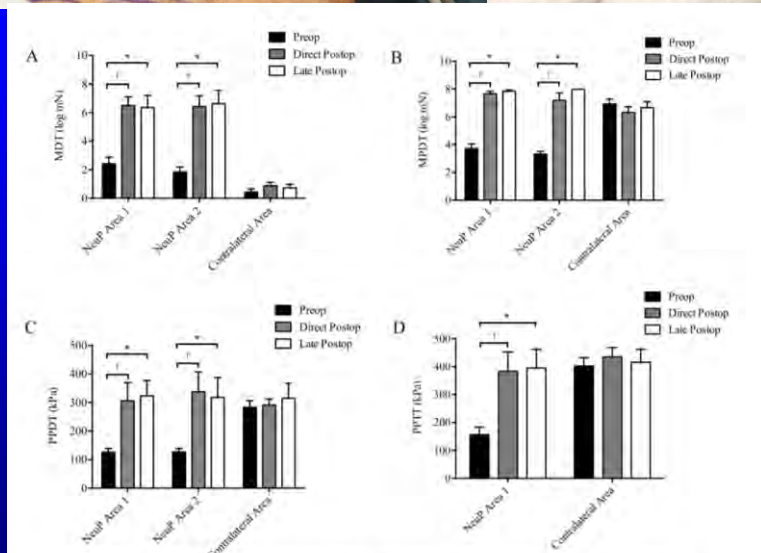 A
MDT (log mN)
10
8
6
4
2
0
Preop
Direct Postop
Late Postop
*
*
NeuP Area 1
NeuP Area 2
Contralateral Area
B
MPDT (log mN)
10
8
6
4
2
0
Preop
Direct Postop
Late Postop
*
*
NeuP Area 1
NeuP Area 2
Contralateral Area
C
PPDT (kPa)
500
400
300
200
100
0
Preop
Direct Postop
Late Postop
*
*
NeuP Area 1
NeuP Area 2
Contralateral Area
D
PPTT (kPa)
500
400
300
200
100
0
Preop
Direct Postop
Late Postop
*
NeuP Area 1
Contralateral Area